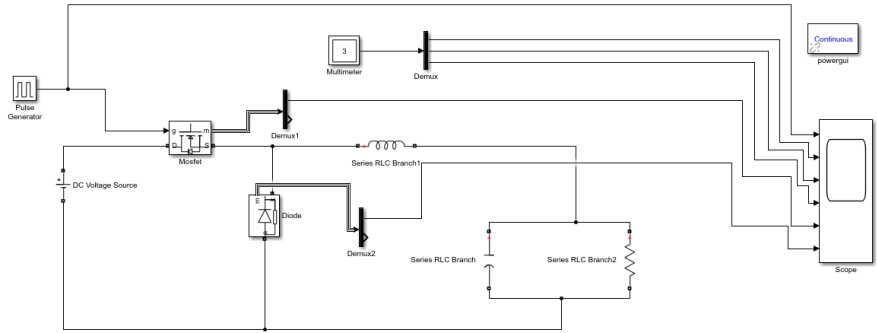 Continuous
powergui
3
Multimeter
Demux
Pulse
Generator
g
m
D
S
Mosfet
Demux1
Series RLC Branch1
+
DC Voltage Source
m
Diode
Demux2
Series RLC Branch
Series RLC Branch2
Scope